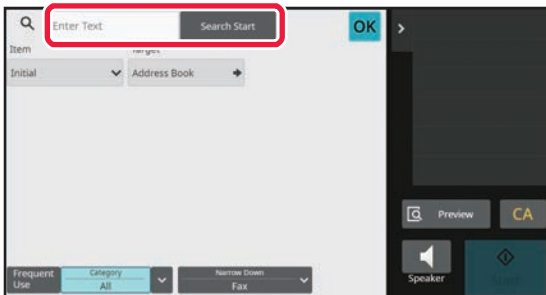 Enter Text
Search Start
OK
Item
Target
Initial
Address Book
Preview
CA
Speaker
Start
Frequent
Use
Category
All
Narrow Down
Fax